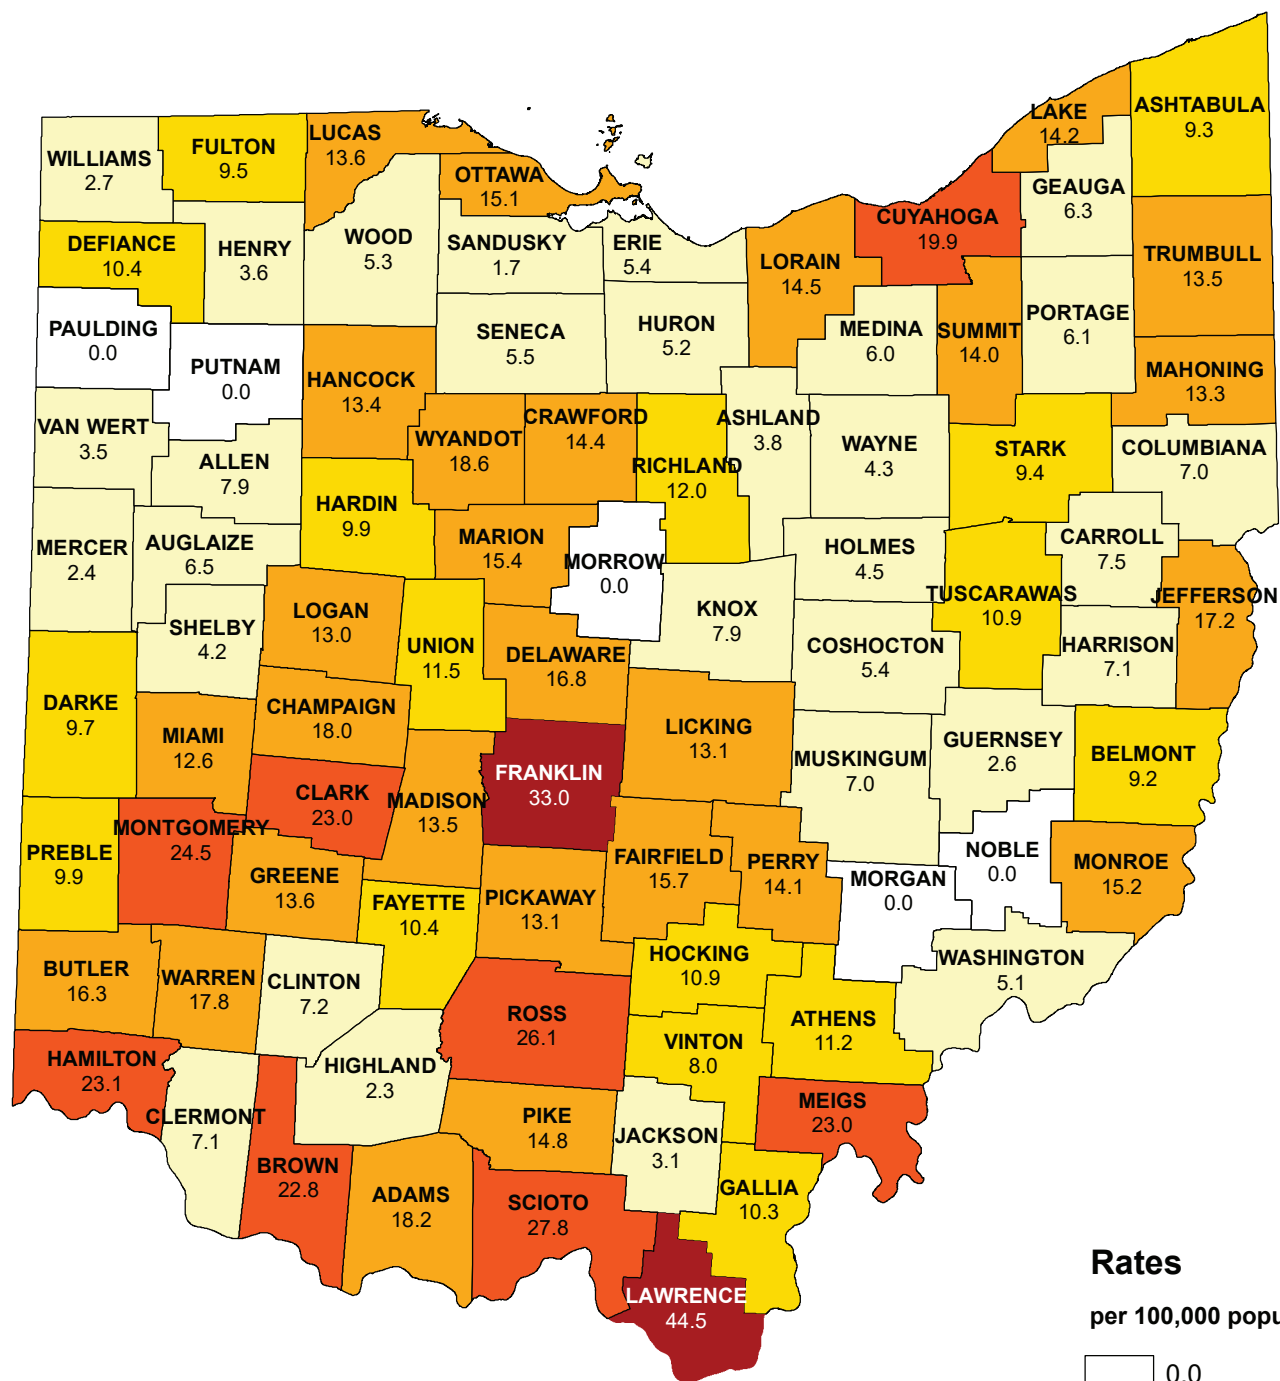 ASHTABULA
9.3
LAKE
14.2
LUCAS
13.6
FULTON
9.5
WILLIAMS
2.7
OTTAWA
15.1
GEAUGA
6.3
CUYAHOGA
19.9
WOOD
5.3
SANDUSKY
1.7
ERIE
5.4
DEFIANCE
10.4
HENRY
3.6
LORAIN
14.5
TRUMBULL
13.5
PORTAGE
6.1
PAULDING
0.0
SENECA
5.5
HURON
5.2
MEDINA
6.0
SUMMIT
14.0
PUTNAM
0.0
HANCOCK
13.4
MAHONING
13.3
VAN WERT
3.5
WYANDOT
18.6
CRAWFORD
14.4
ASHLAND
3.8
WAYNE
4.3
STARK
9.4
COLUMBIANA
7.0
ALLEN
7.9
RICHLAND
12.0
HARDIN
9.9
MERCER
2.4
AUGLAIZE
6.5
MARION
15.4
MORROW
0.0
HOLMES
4.5
CARROLL
7.5
TUSCARAWAS
10.9
JEFFERSON
17.2
LOGAN
13.0
KNOX
7.9
SHELBY
4.2
UNION
11.5
DELAWARE
16.8
COSHOCTON
5.4
HARRISON
7.1
DARKE
9.7
CHAMPAIGN
18.0
MIAMI
12.6
LICKING
13.1
MUSKINGUM
7.0
GUERNSEY
2.6
BELMONT
9.2
FRANKLIN
33.0
CLARK
23.0
MADISON
13.5
MONTGOMERY
24.5
PREBLE
9.9
GREENE
13.6
FAIRFIELD
15.7
PERRY
14.1
NOBLE
0.0
MONROE
15.2
MORGAN
0.0
FAYETTE
10.4
PICKAWAY
13.1
BUTLER
16.3
WARREN
17.8
CLINTON
7.2
HOCKING
10.9
WASHINGTON
5.1
ROSS
26.1
ATHENS
11.2
VINTON
8.0
HAMILTON
23.1
HIGHLAND
2.3
MEIGS
23.0
CLERMONT
7.1
PIKE
14.8
JACKSON
3.1
BROWN
22.8
ADAMS
18.2
SCIOTO
27.8
GALLIA
10.3
LAWRENCE
44.5
Rates
per 100,000 popu
0.0